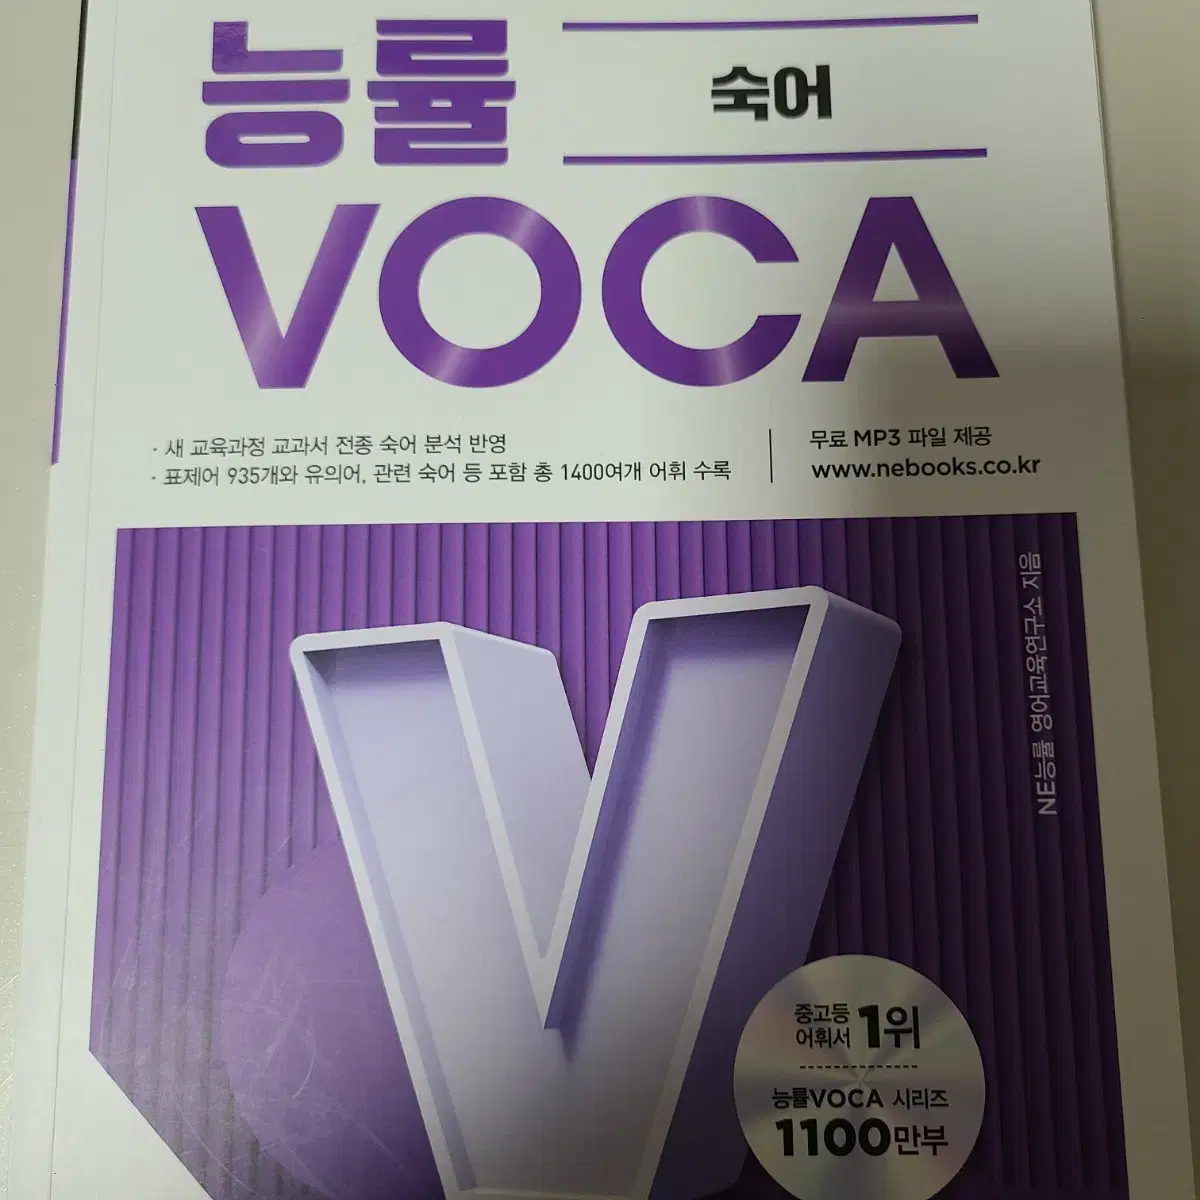 능률
숙어
VOCA
· 새 교육과정 교과서 전종 숙어 분석 반영
· 표제어 935개와 유의어, 관련 숙어 등 포함 총 1400여개 어휘 수록
무료 MP3 파일 제공
www.nebooks.co.kr
NE능률 영어교육연구소 지음
중고등
어휘서 1위
능률VOCA 시리즈
1100만부